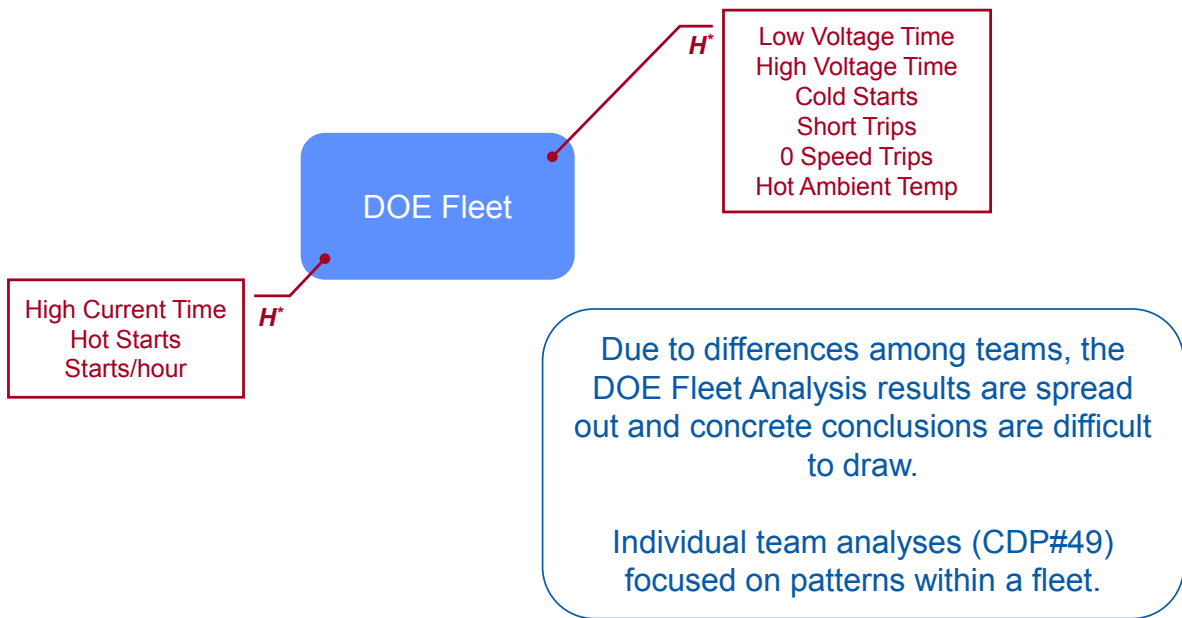 H*
Low Voltage Time
High Voltage Time
Cold Starts
Short Trips
0 Speed Trips
Hot Ambient Temp
DOE Fleet
High Current Time
Hot Starts
Starts/hour
H*
Due to differences among teams, the
DOE Fleet Analysis results are spread
out and concrete conclusions are difficult
to draw.
Individual team analyses (CDP#49)
focused on patterns within a fleet.